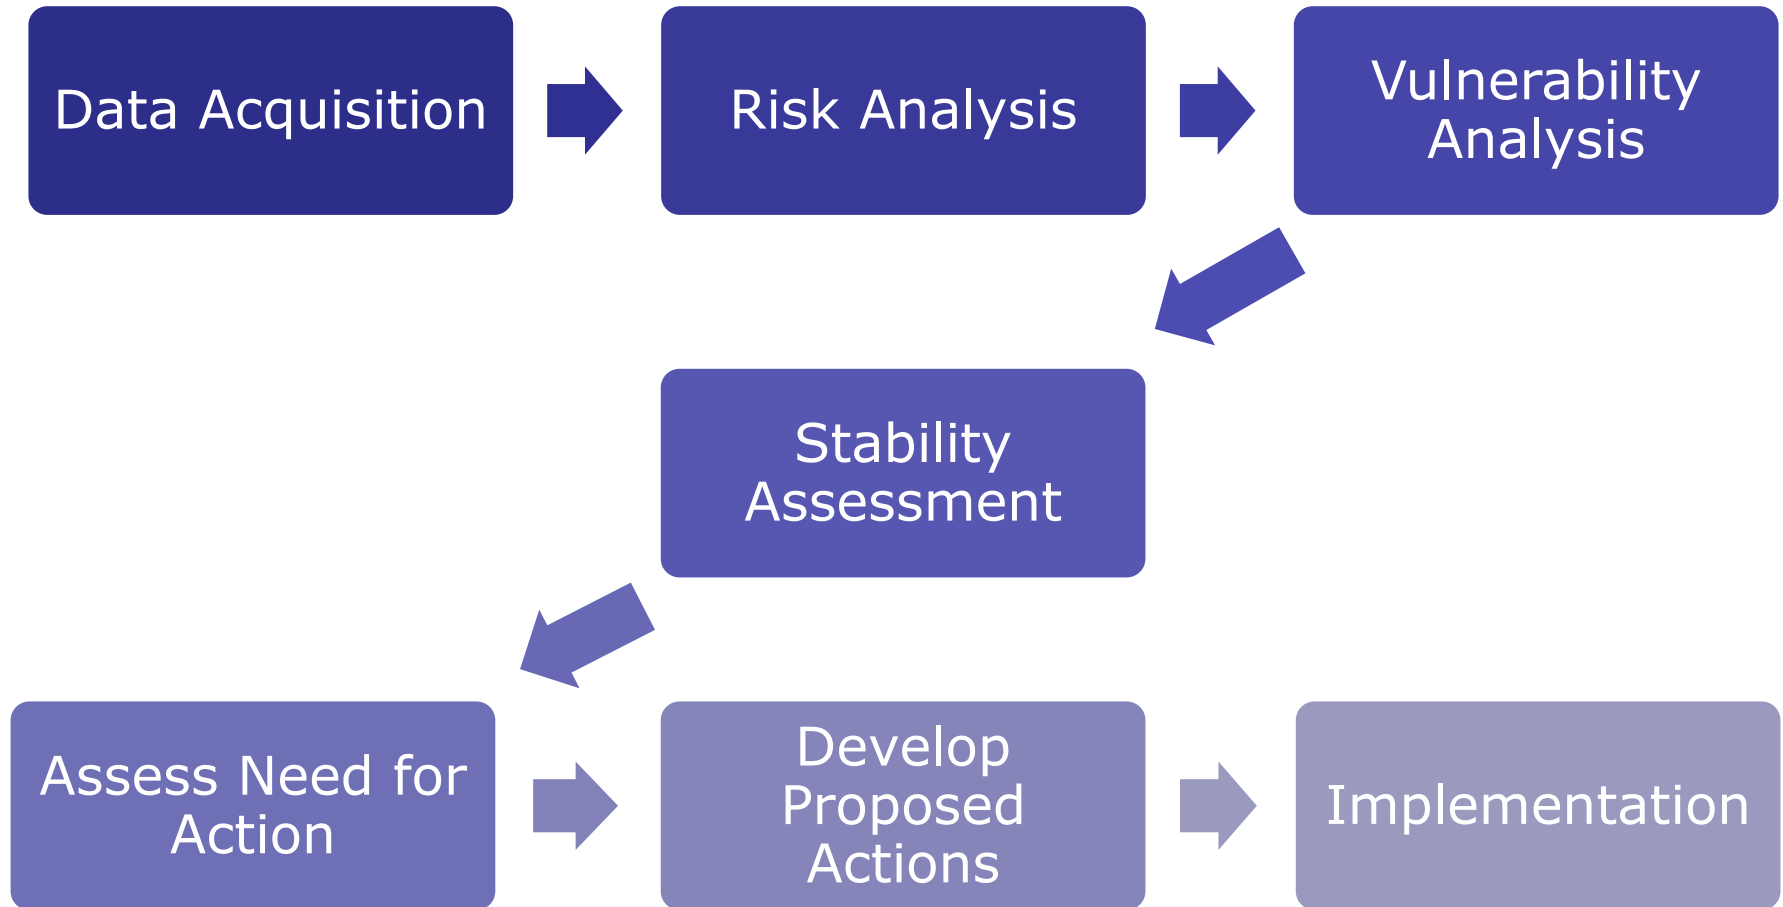 Data Acquisition
Risk Analysis
Vulnerability
Analysis
Stability
Assessment
Assess Need for
Action
Develop
Proposed
Actions
Implementation